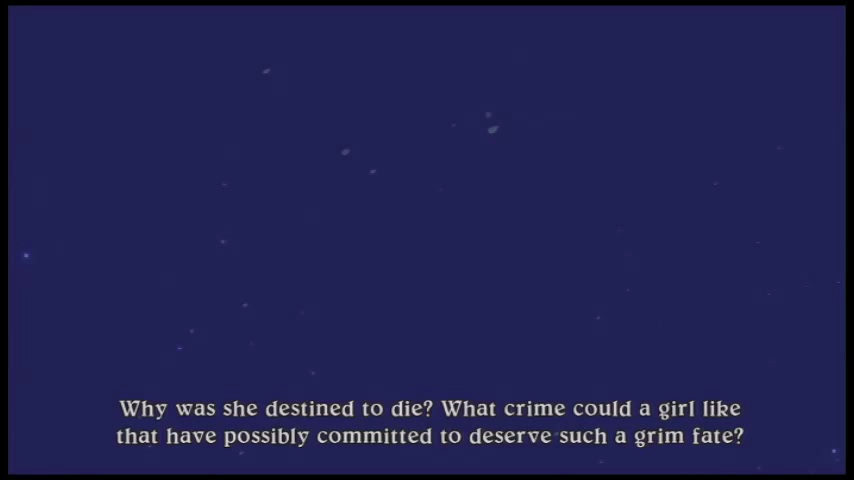 Why was she destined to die? What crime could a girl like
that have possibly committed to deserve such a grim fate?